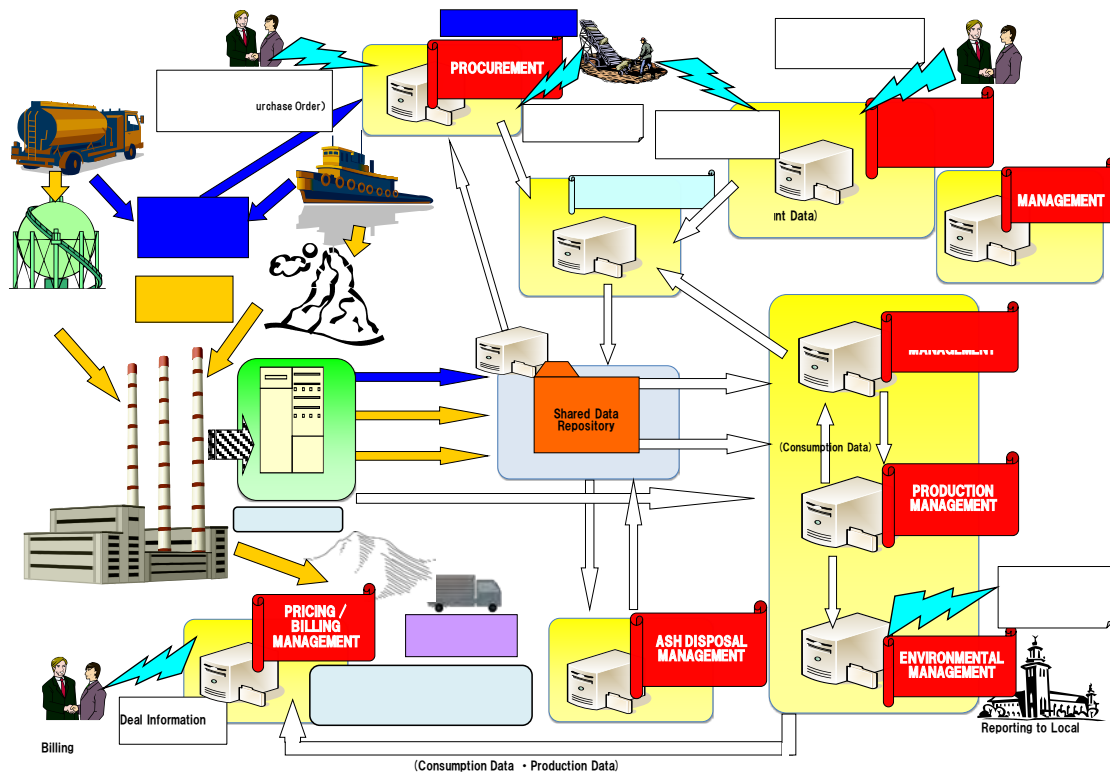 PROCUREMENT
urchase Order)
nt Data)
MANAGEMENT
MANAGEMENT
Shared Data
Repository
(Consumption Data)
PRODUCTION
MANAGEMENT
PRICING /
BILLING
MANAGEMENT
ASH DISPOSAL
MANAGEMENT
ENVIRONMENTAL
MANAGEMENT
Deal Information
Reporting to Local
Billing
(Consumption Data ・Production Data)